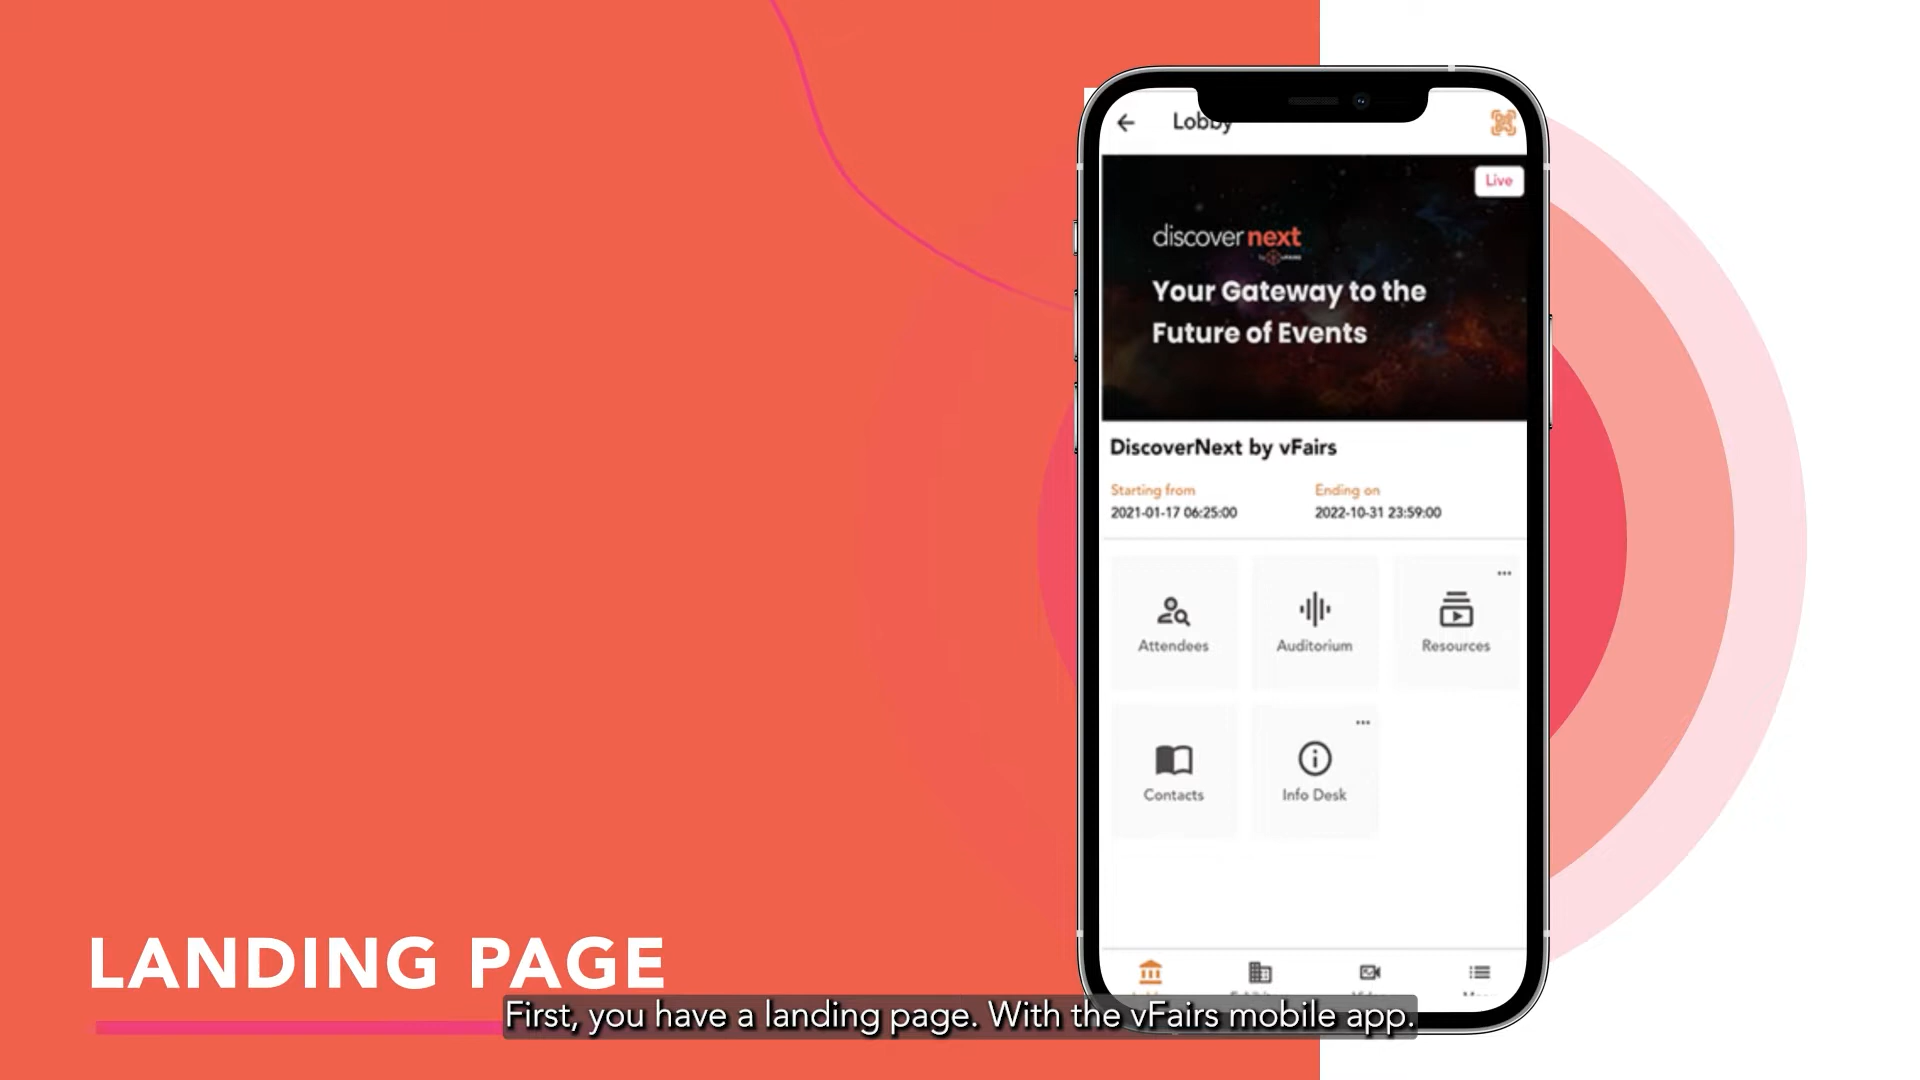 Lobby
Live
discover next
Your Gateway to the
Future of Events
DiscoverNext by vFairs
Starting from
Ending on
2021-01-17 06:25:00
2022-10-31 23:59:00
Attendees
Auditorium
Resources
Contacts
Info Desk
LANDING PAGE
First, you have a landing page. With the vFairs mobile app.